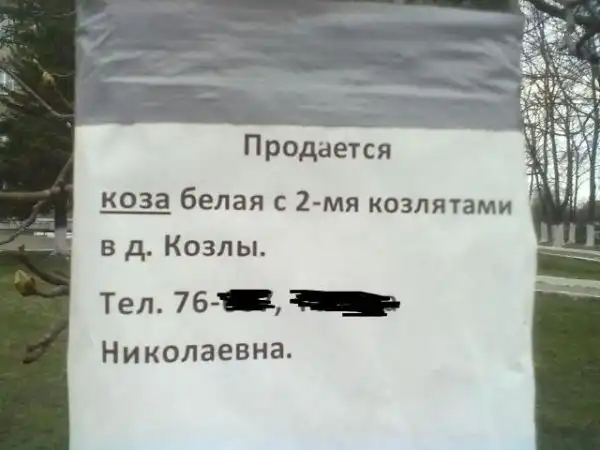 Продается
коза белая с 2-мя козлятами
в д. Козлы.
Тел. 76-
Николаевна.